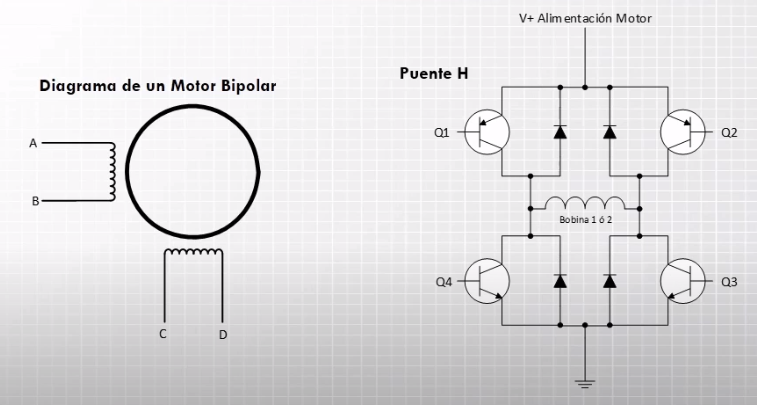 V+ Alimentación Motor
Puente H
Diagrama de un Motor Bipolar
Q1
Q2
A
B
Bobina 1 ó 2
Q4
Q3
C
D